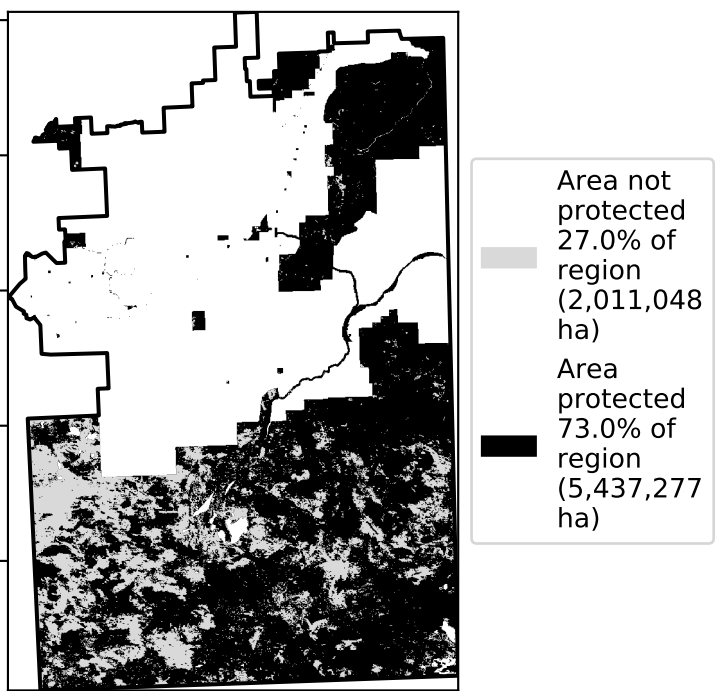 Area not
protected
27.0% of
region
(2,011,048
ha)
Area
protected
73.0% of
region
(5,437,277
ha)